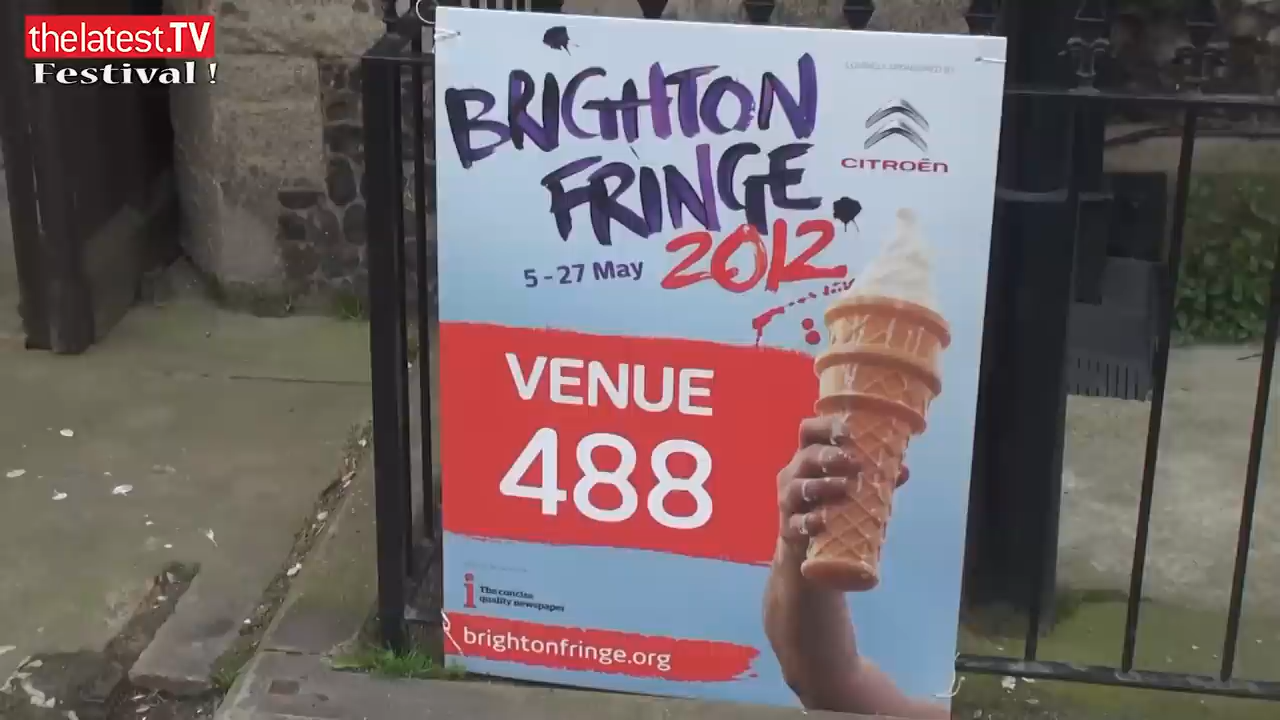 thelatest.TV
Festival !
BRIGHTON
FRINGE
2012
5 - 27 May
CITROËN
VENUE
488
i The concise
quality newspaper
brightonfringe.org